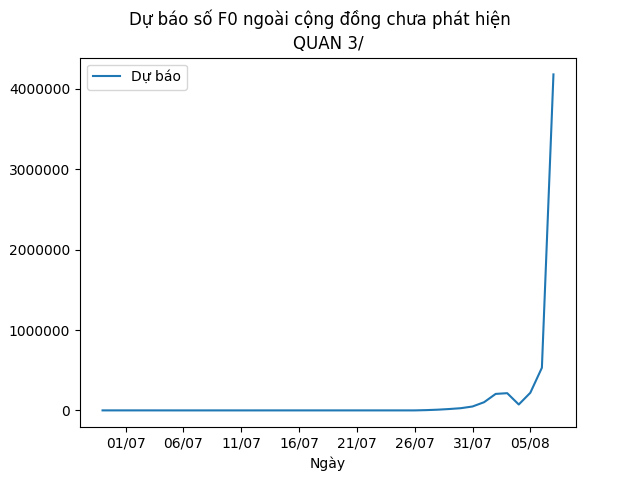 Dự báo số F0 ngoài cộng đồng chưa phát hiện
QUAN 3/
Dự báo
4000000
3000000
2000000
1000000
0
01/07 06/07 11/07 16/07 21/07 26/07 31/07 05/08
Ngày